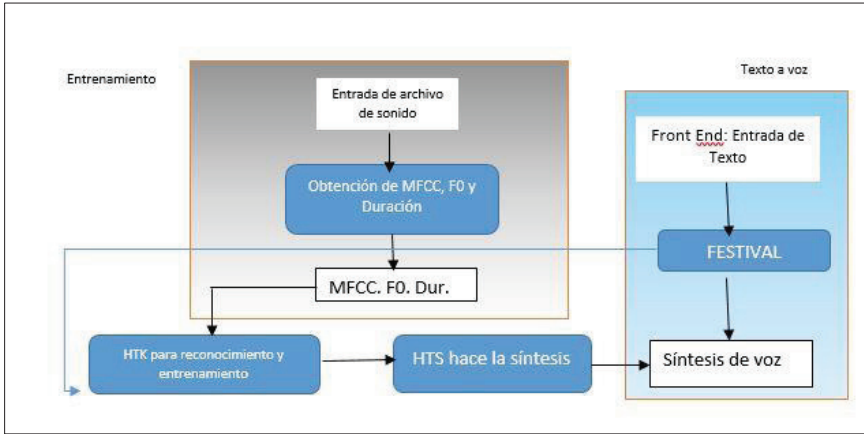 Entrenamiento
Entrada de archivo
de sonido
Obtención de MFCC, F0 y
Duración
MFCC. F0. Dur.
HTK para reconocimiento y
entrenamiento
HTS hace la síntesis
Texto a voz
Front End: Entrada de
Texto
FESTIVAL
Síntesis de voz